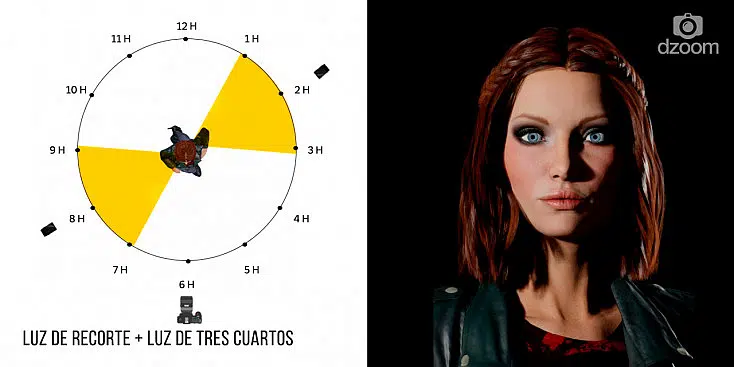 12 H
11 H
1 H
10 H
2 H
9 H
3 H
8 H
4 H
7 H
5 H
6 H
LUZ DE RECORTE + LUZ DE TRES CUARTOS
dzoom